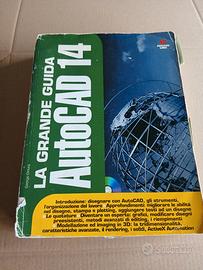 LA GRANDE GUIDA
AutoCAD 14
Introduzione: disegnare con AutoCAD, gli strumenti,
l'organizzazione del lavoro Approfondimenti: migliorare le abilità
nel disegno, stampa e plotting, aggiungere testo ad un disegno
Le quotature Diventare un esperto: grafici, modificare disegni
preesistenti, metodi avanzati di editing, i riempimenti
Modellazione ed imaging in 3D: la tridimensionalità,
caratteristiche avanzate, il rendering, i solidi, ActiveX Automation